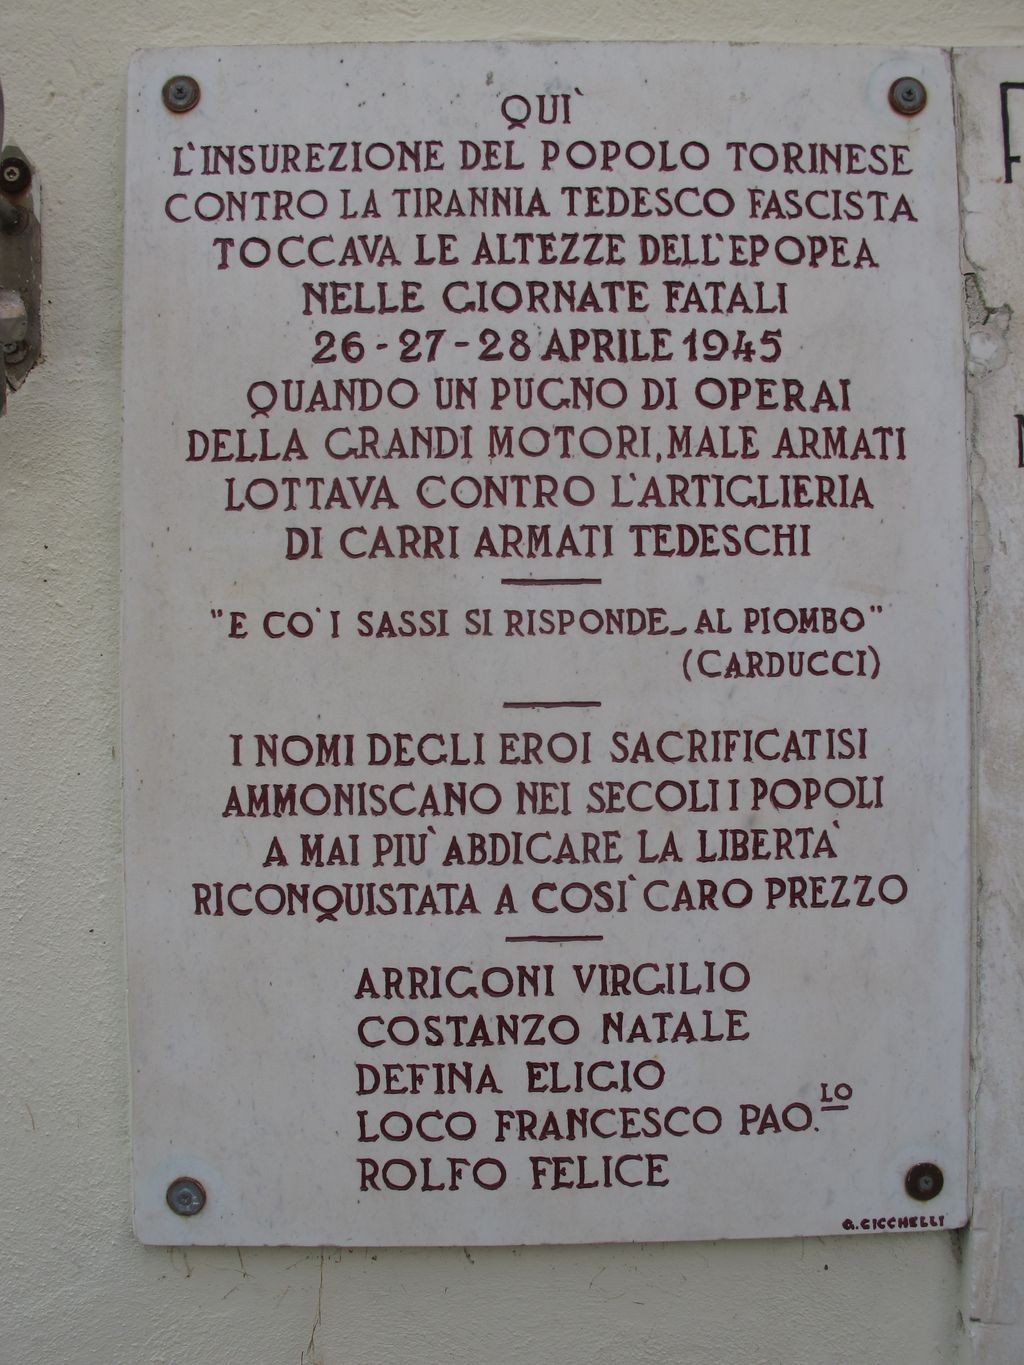 QUI`
L'INSUREZIONE DEL POPOLO TORINESE
CONTRO LA TIRANNIA TEDESCO FASCISTA
TOCCAVA LE ALTEZZE DELL'EPOPEA
NELLE GIORNATE FATALI
26-27-28 APRILE 1945
QUANDO UN PUGNO DI OPERAI
DELLA GRANDI MOTORI, MALE ARMATI
LOTTAVA CONTRO L'ARTIGLIERIA
DI CARRI ARMATI TEDESCHI
"E CO' I SASSI SI RISPONDE_ AL PIOMBO"
(CARDUCCI)
I NOMI DEGLI EROI SACRIFICATISI
AMMONISCANO NEI SECOLI I POPOLI
A MAI PIU` ABDICARE LA LIBERTA`
RICONQUISTATA A COSI` CARO PREZZO
ARRIGONI VIRGILIO
COSTANZO NATALE
DEFINA ELIGIO
LOCO FRANCESCO PAO.LO
ROLFO FELICE
G. CICCHELLI